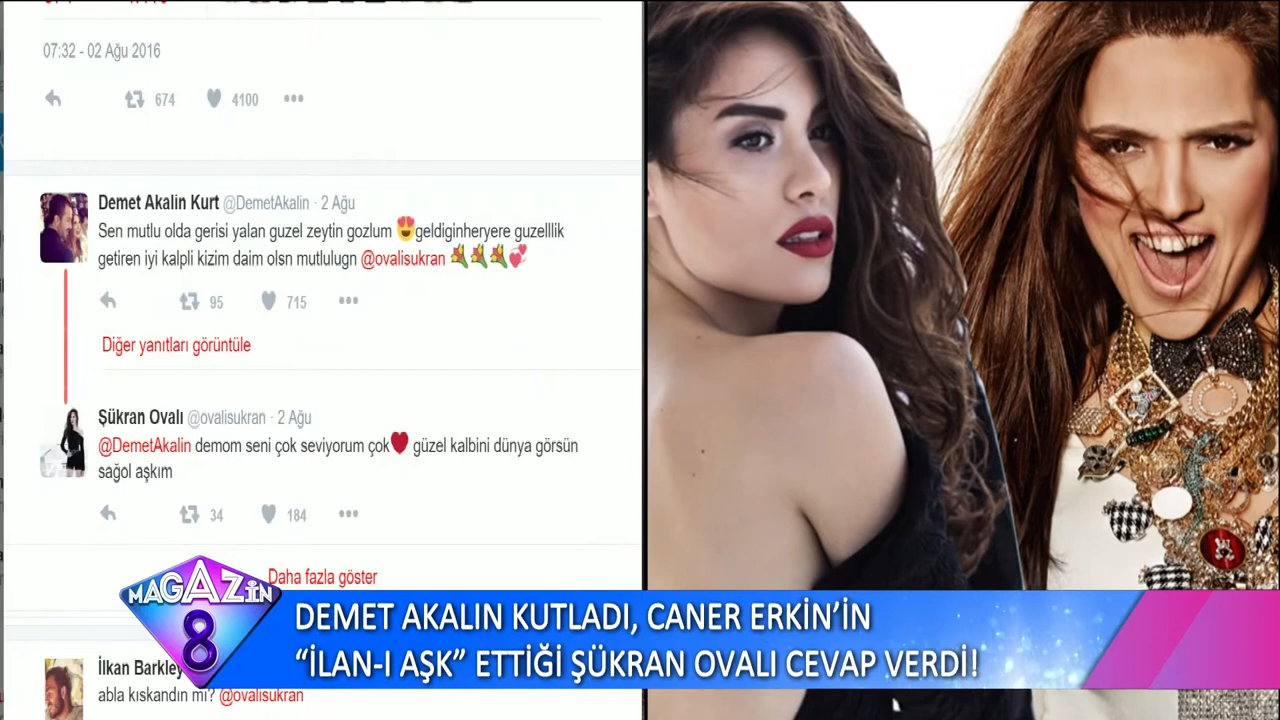 07:32 - 02 Ağu 2016
674 4100
Demet Akalin Kurt @DemetAkalin · 2 Ağu
Sen mutlu olda gerisi yalan guzel zeytin gozlum 😍geldiginheryere guzelllik
getiren iyi kalpli kizim daim olsn mutlulugn @ovalisukran 💐💐💐💞
95 715
Diğer yanıtları görüntüle
Şükran Ovalı @ovalisukran · 2 Ağu
@DemetAkalin demom seni çok seviyorum çok❤ güzel kalbini dünya görsün
sağol aşkım
34 184
Daha fazla göster
MAGAZİN
8
DEMET AKALIN KUTLADI, CANER ERKİN’İN
“İLAN-I AŞK” ETTİĞİ ŞÜKRAN OVALI CEVAP VERDİ!
İlkan Barkley
abla kıskandın mı? @ovalisukran